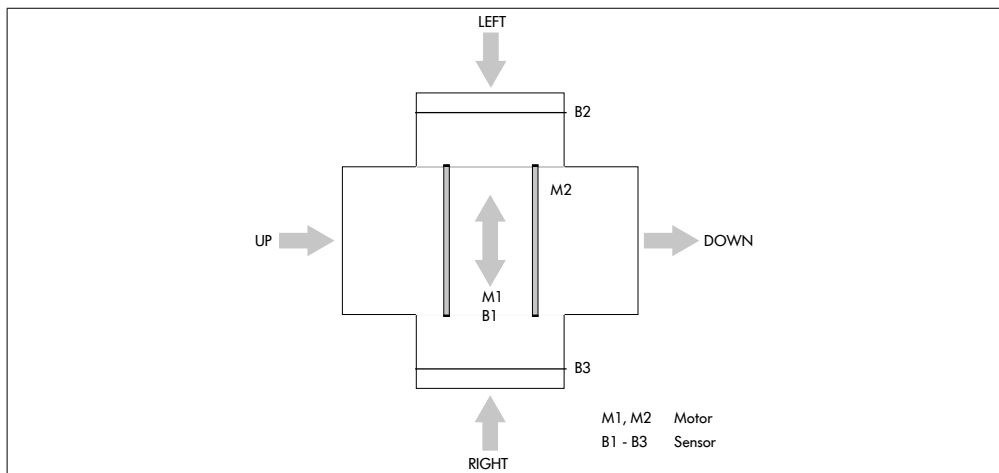 LEFT
B2
M2
UP
DOWN
M1
B1
B3
M1, M2 Motor
B1 - B3 Sensor
RIGHT